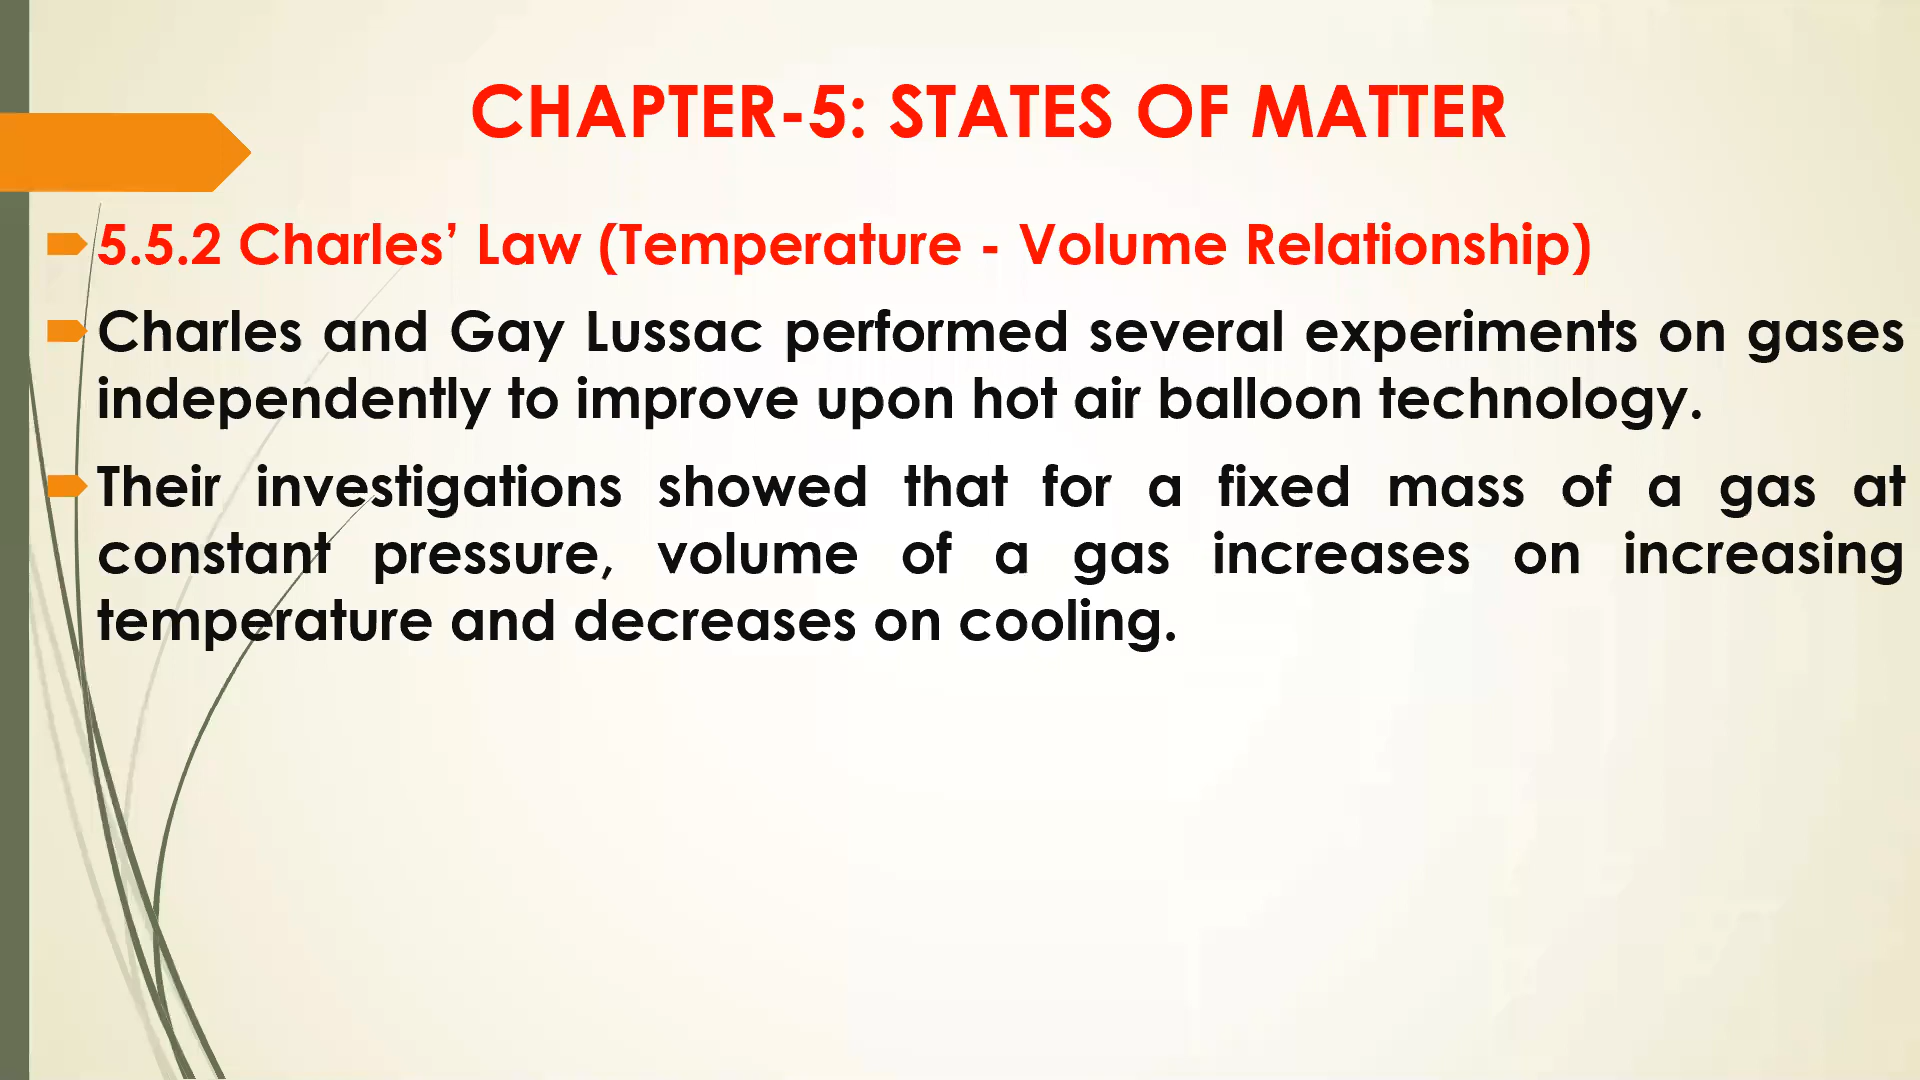 CHAPTER-5: STATES OF MATTER
5.5.2 Charles’ Law (Temperature - Volume Relationship)
Charles and Gay Lussac performed several experiments on gases
independently to improve upon hot air balloon technology.
Their investigations showed that for a fixed mass of a gas at
constant pressure, volume of a gas increases on increasing
temperature and decreases on cooling.